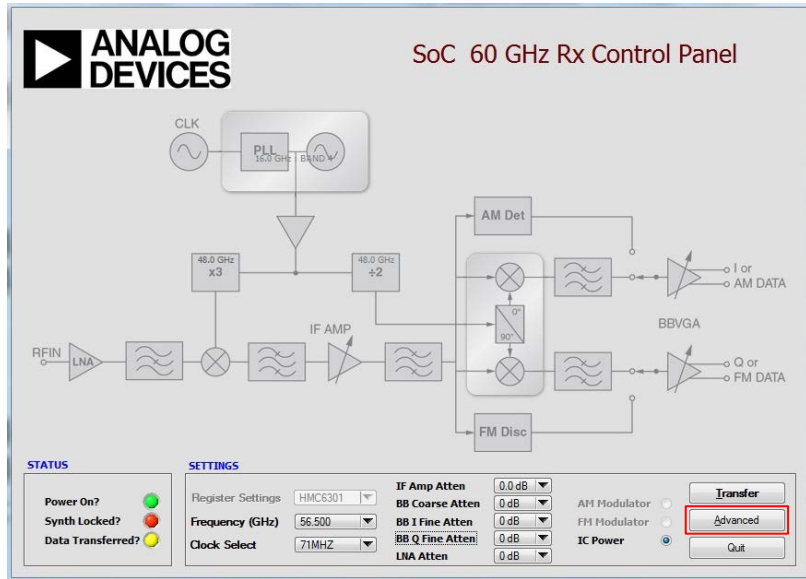 ANALOG
DEVICES
SoC 60 GHz Rx Control Panel
CLK
PLL
16.0 GHz : BAND 4
AM Det
48.0 GHz
x3
48.0 GHz
÷2
I or
AM DATA
0°
90°
IF AMP
BBVGA
RFIN
LNA
Q or
FM DATA
FM Disc
STATUS
Power On?
Synth Locked?
Data Transferred?
SETTINGS
Register Settings HMC6301
Frequency (GHz) 56.500
Clock Select 71MHZ
IF Amp Atten 0.0 dB
BB Coarse Atten 0 dB
BB I Fine Atten 0 dB
BB Q Fine Atten 0 dB
LNA Atten 0 dB
AM Modulator
FM Modulator
IC Power
Transfer
Advanced
Quit